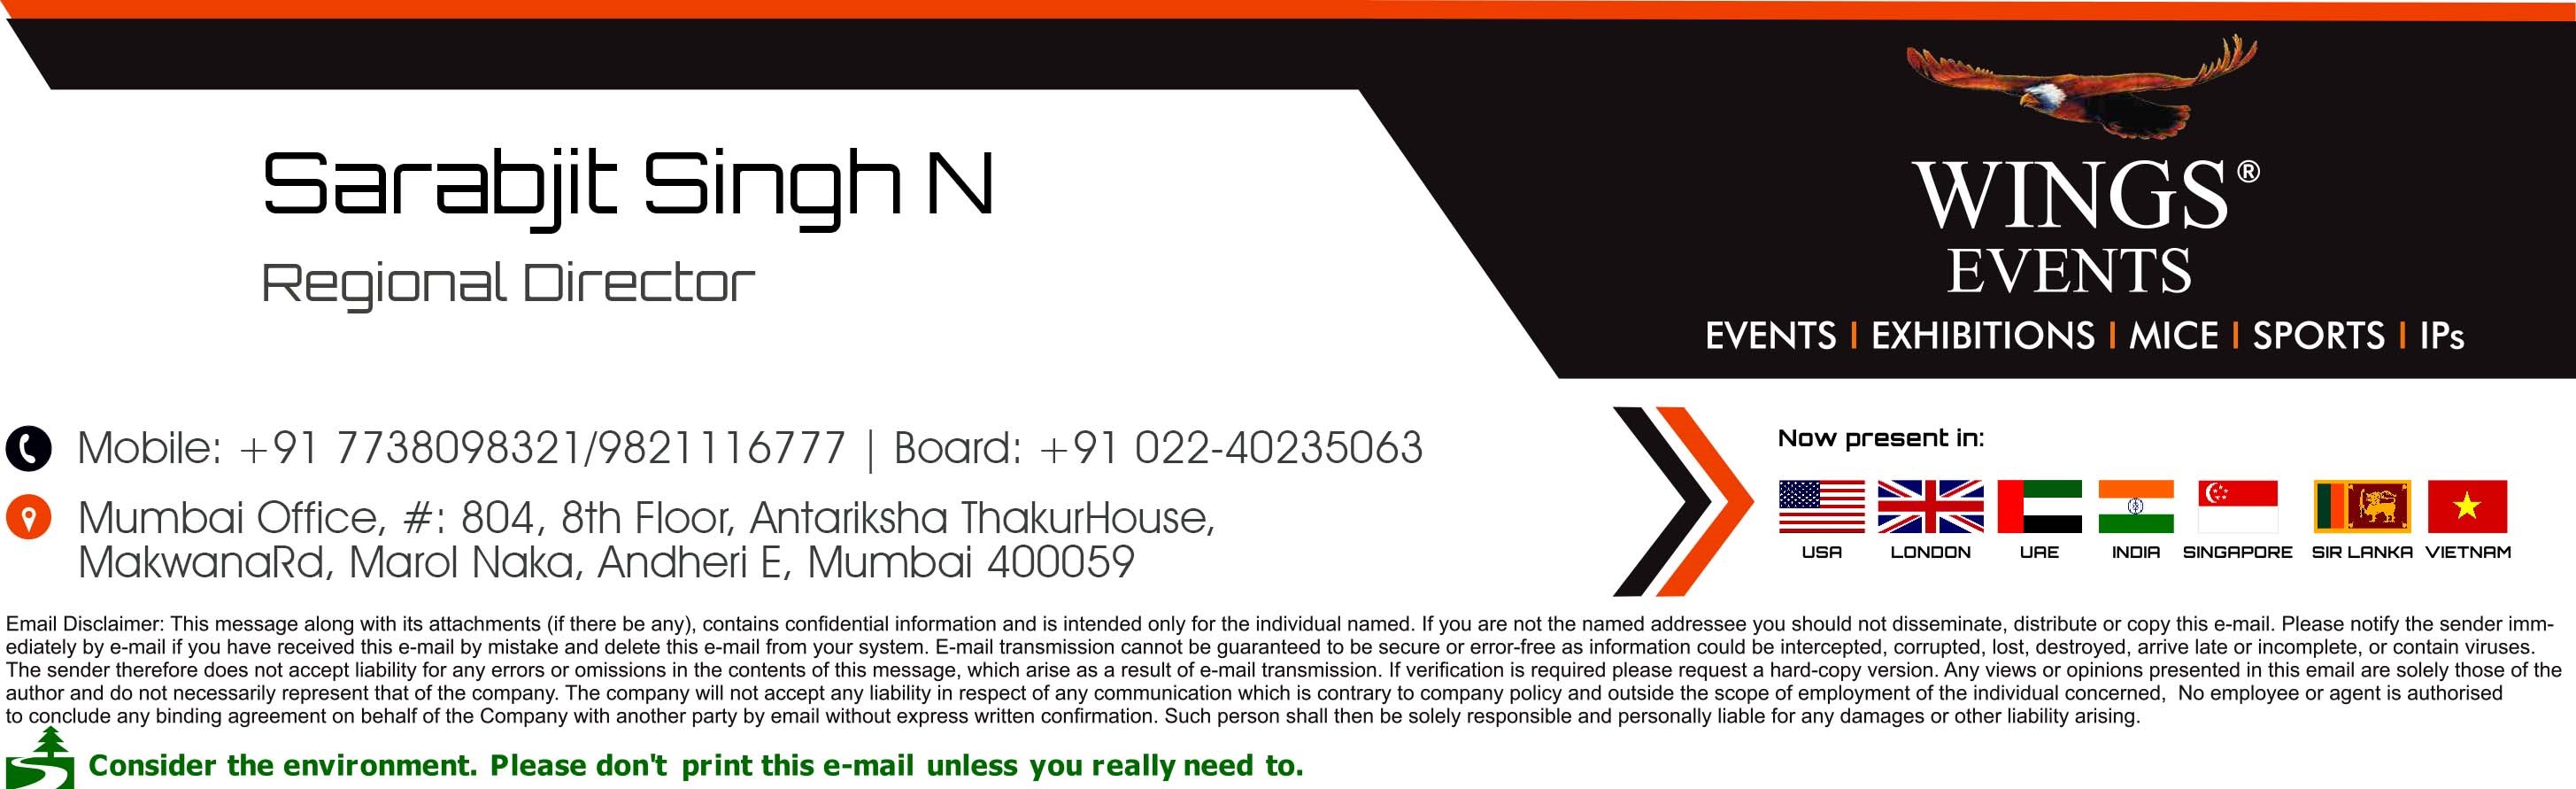 Sarabjit Singh N
Regional Director
WINGS®
EVENTS
EVENTS | EXHIBITIONS | MICE | SPORTS | IPs
Mobile: +91 7738098321/9821116777 | Board: +91 022-40235063
Mumbai Office, #: 804, 8th Floor, Antariksha ThakurHouse,
MakwanaRd, Marol Naka, Andheri E, Mumbai 400059
Now present in:
USA LONDON UAE INDIA SINGAPORE SIR LANKA VIETNAM
Email Disclaimer: This message along with its attachments (if there be any), contains confidential information and is intended only for the individual named. If you are not the named addressee you should not disseminate, distribute or copy this e-mail. Please notify the sender imm-
ediately by e-mail if you have received this e-mail by mistake and delete this e-mail from your system. E-mail transmission cannot be guaranteed to be secure or error-free as information could be intercepted, corrupted, lost, destroyed, arrive late or incomplete, or contain viruses.
The sender therefore does not accept liability for any errors or omissions in the contents of this message, which arise as a result of e-mail transmission. If verification is required please request a hard-copy version. Any views or opinions presented in this email are solely those of the
author and do not necessarily represent that of the company. The company will not accept any liability in respect of any communication which is contrary to company policy and outside the scope of employment of the individual concerned, No employee or agent is authorised
to conclude any binding agreement on behalf of the Company with another party by email without express written confirmation. Such person shall then be solely responsible and personally liable for any damages or other liability arising.
Consider the environment. Please don't print this e-mail unless you really need to.